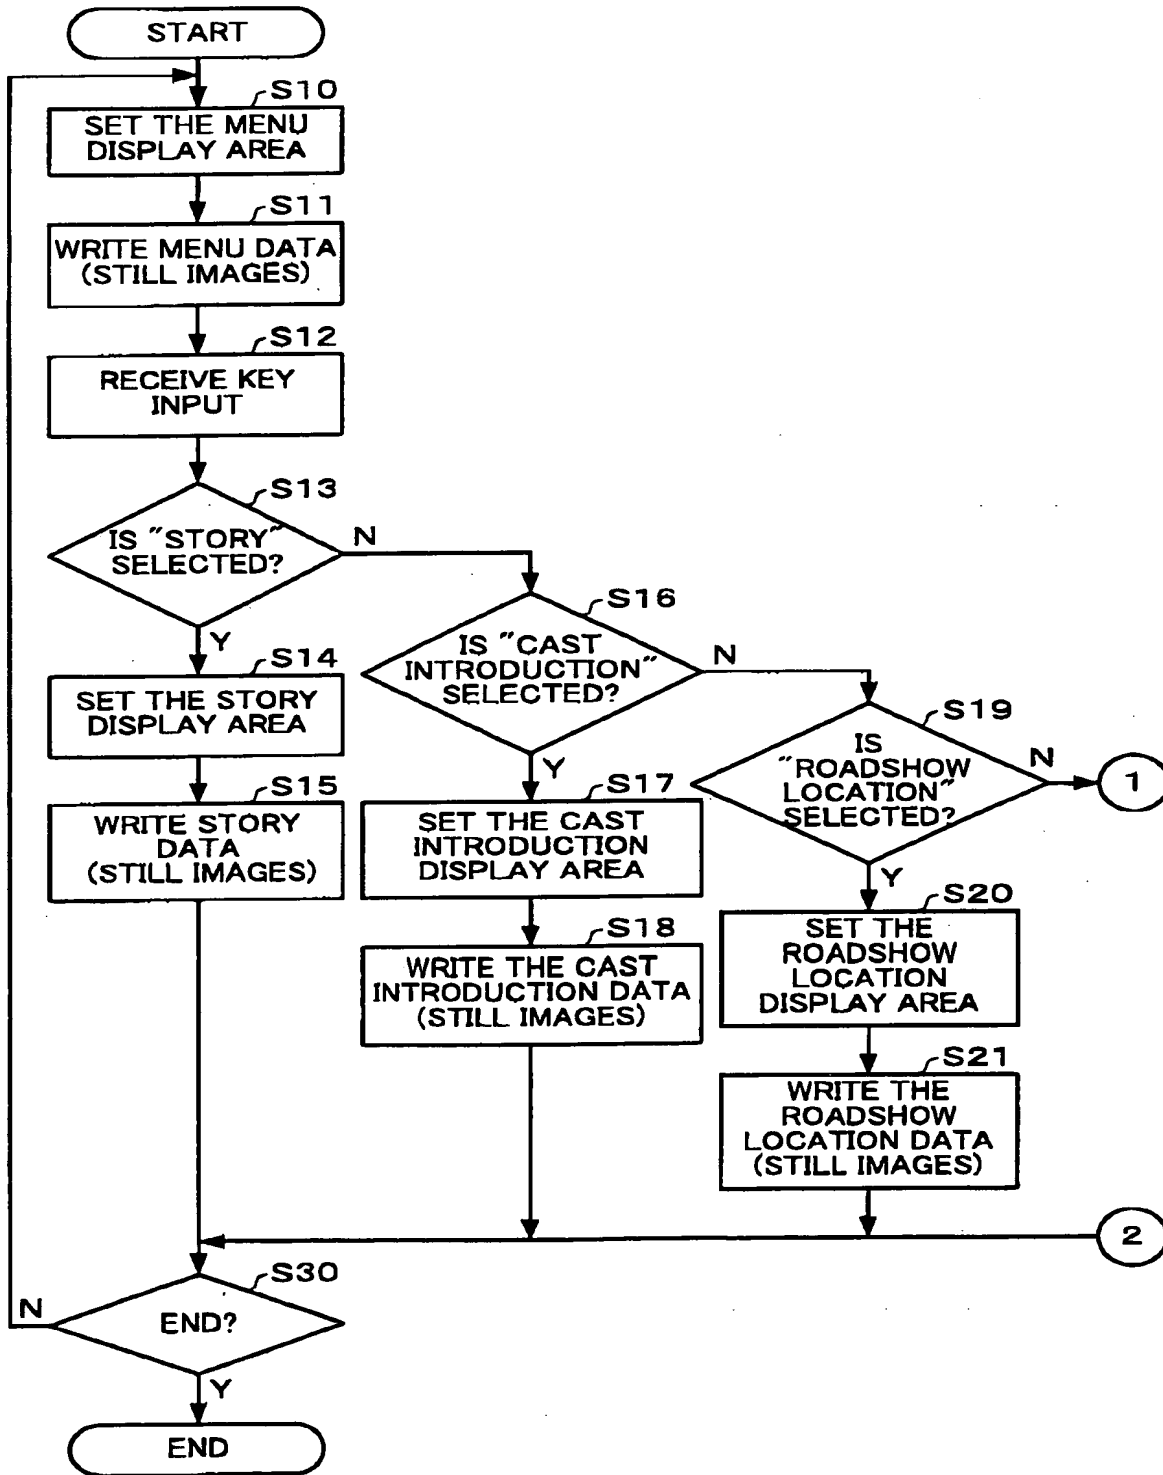 START
S10
SET THE MENU
DISPLAY AREA
S11
WRITE MENU DATA
(STILL IMAGES)
S12
RECEIVE KEY
INPUT
S13
IS "STORY"
SELECTED?
N
Y
S14
SET THE STORY
DISPLAY AREA
S15
WRITE STORY
DATA
(STILL IMAGES)
S16
IS "CAST
INTRODUCTION"
SELECTED?
N
Y
S17
SET THE CAST
INTRODUCTION
DISPLAY AREA
S18
WRITE THE CAST
INTRODUCTION DATA
(STILL IMAGES)
S19
IS
"ROADSHOW
LOCATION"
SELECTED?
N
1
Y
S20
SET THE
ROADSHOW
LOCATION
DISPLAY AREA
S21
WRITE THE
ROADSHOW
LOCATION DATA
(STILL IMAGES)
2
S30
END?
N
Y
END